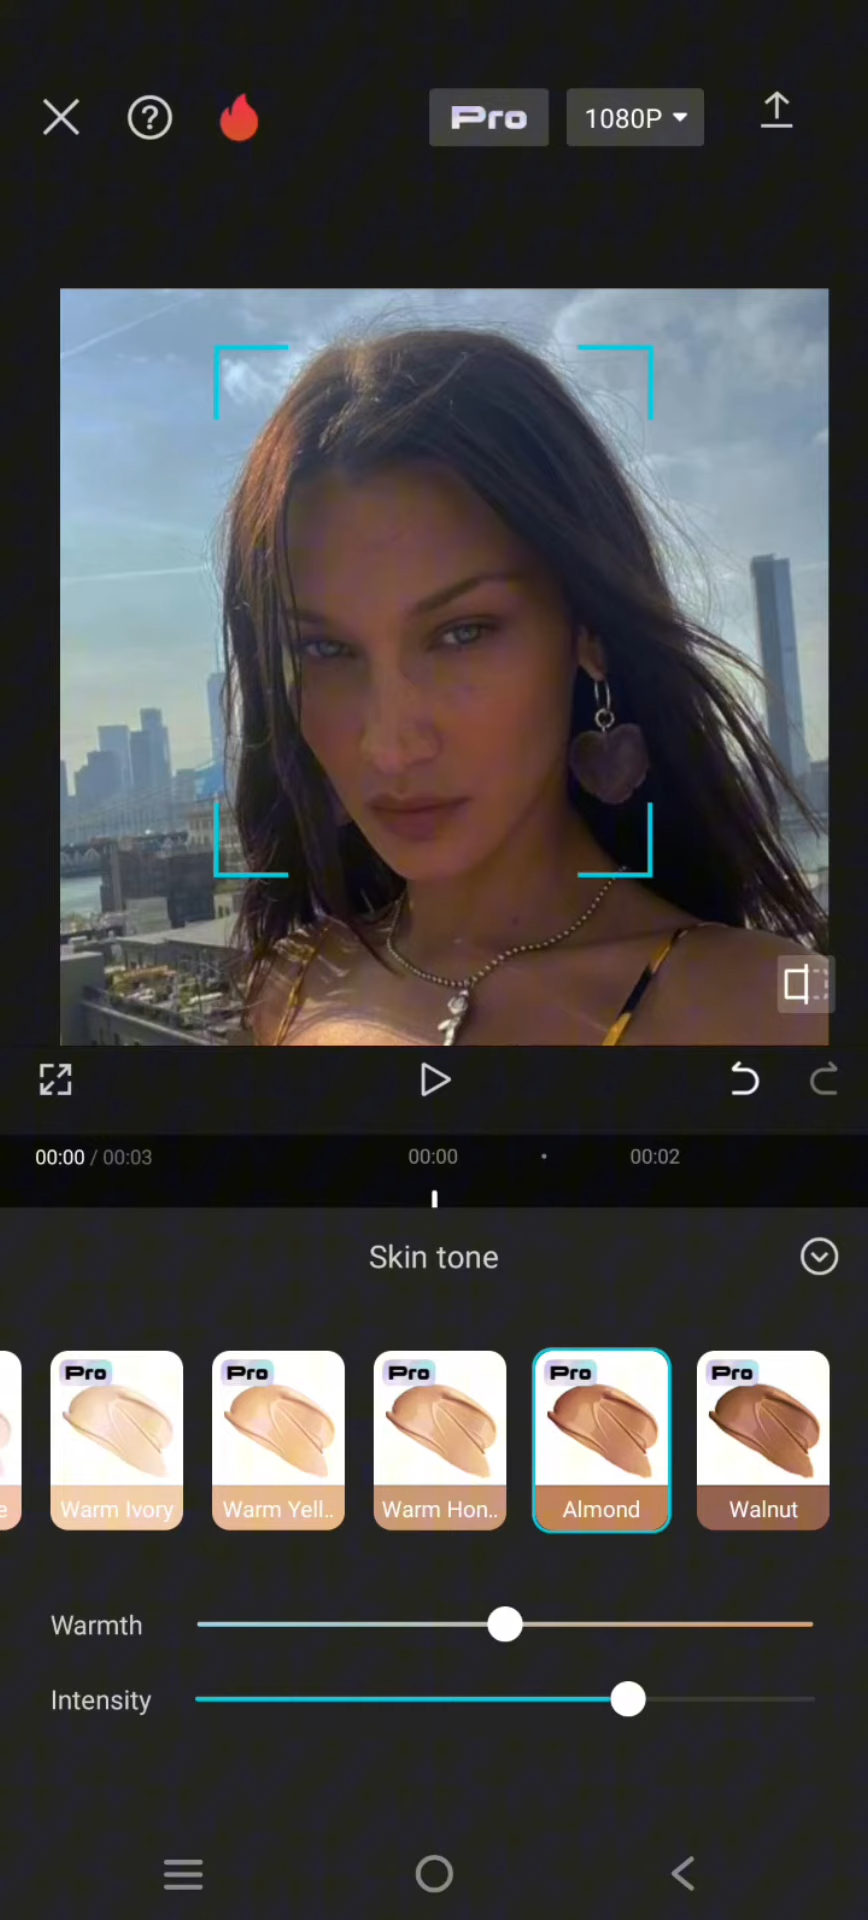 Pro
1080P
00:00 / 00:03
00:00
00:02
Skin tone
Pro
Pro
Pro
Pro
Pro
e
Warm Ivory
Warm Yell..
Warm Hon..
Almond
Walnut
Warmth
Intensity